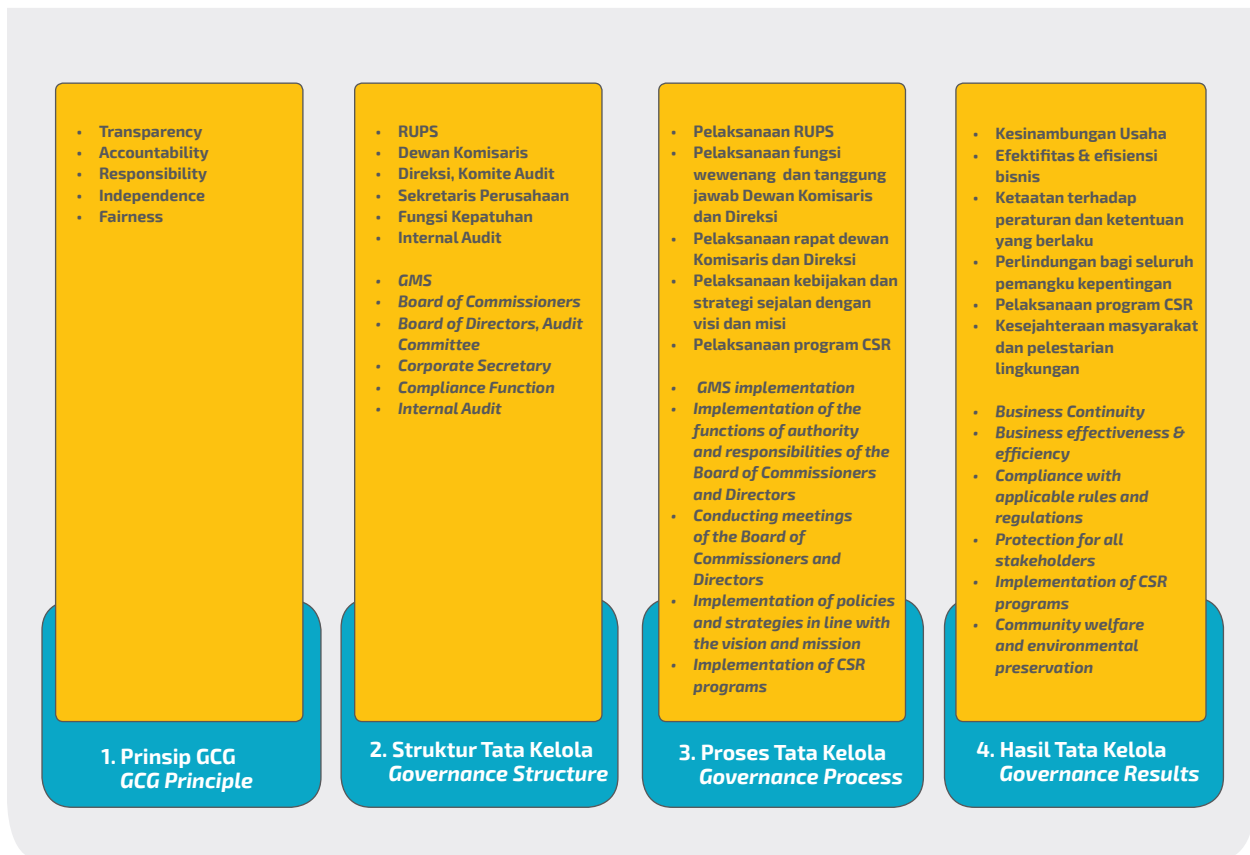 • Transparency
• Accountability
• Responsibility
• Independence
• Fairness
1. Prinsip GCG
GCG Principle
• RUPS
• Dewan Komisaris
• Direksi, Komite Audit
• Sekretaris Perusahaan
• Fungsi Kepatuhan
• Internal Audit
• GMS
• Board of Commissioners
• Board of Directors, Audit
Committee
• Corporate Secretary
• Compliance Function
• Internal Audit
2. Struktur Tata Kelola
Governance Structure
• Pelaksanaan RUPS
• Pelaksanaan fungsi
wewenang dan tanggung
jawab Dewan Komisaris
dan Direksi
• Pelaksanaan rapat dewan
Komisaris dan Direksi
• Pelaksanaan kebijakan dan
strategi sejalan dengan
visi dan misi
• Pelaksanaan program CSR
• GMS implementation
• Implementation of the
functions of authority
and responsibilities of the
Board of Commissioners
and Directors
• Conducting meetings
of the Board of
Commissioners and
Directors
• Implementation of policies
and strategies in line with
the vision and mission
• Implementation of CSR
programs
3. Proses Tata Kelola
Governance Process
• Kesinambungan Usaha
• Efektifitas & efisiensi
bisnis
• Ketaatan terhadap
peraturan dan ketentuan
yang berlaku
• Perlindungan bagi seluruh
pemangku kepentingan
• Pelaksanaan program CSR
• Kesejahteraan masyarakat
dan pelestarian
lingkungan
• Business Continuity
• Business effectiveness &
efficiency
• Compliance with
applicable rules and
regulations
• Protection for all
stakeholders
• Implementation of CSR
programs
• Community welfare
and environmental
preservation
4. Hasil Tata Kelola
Governance Results